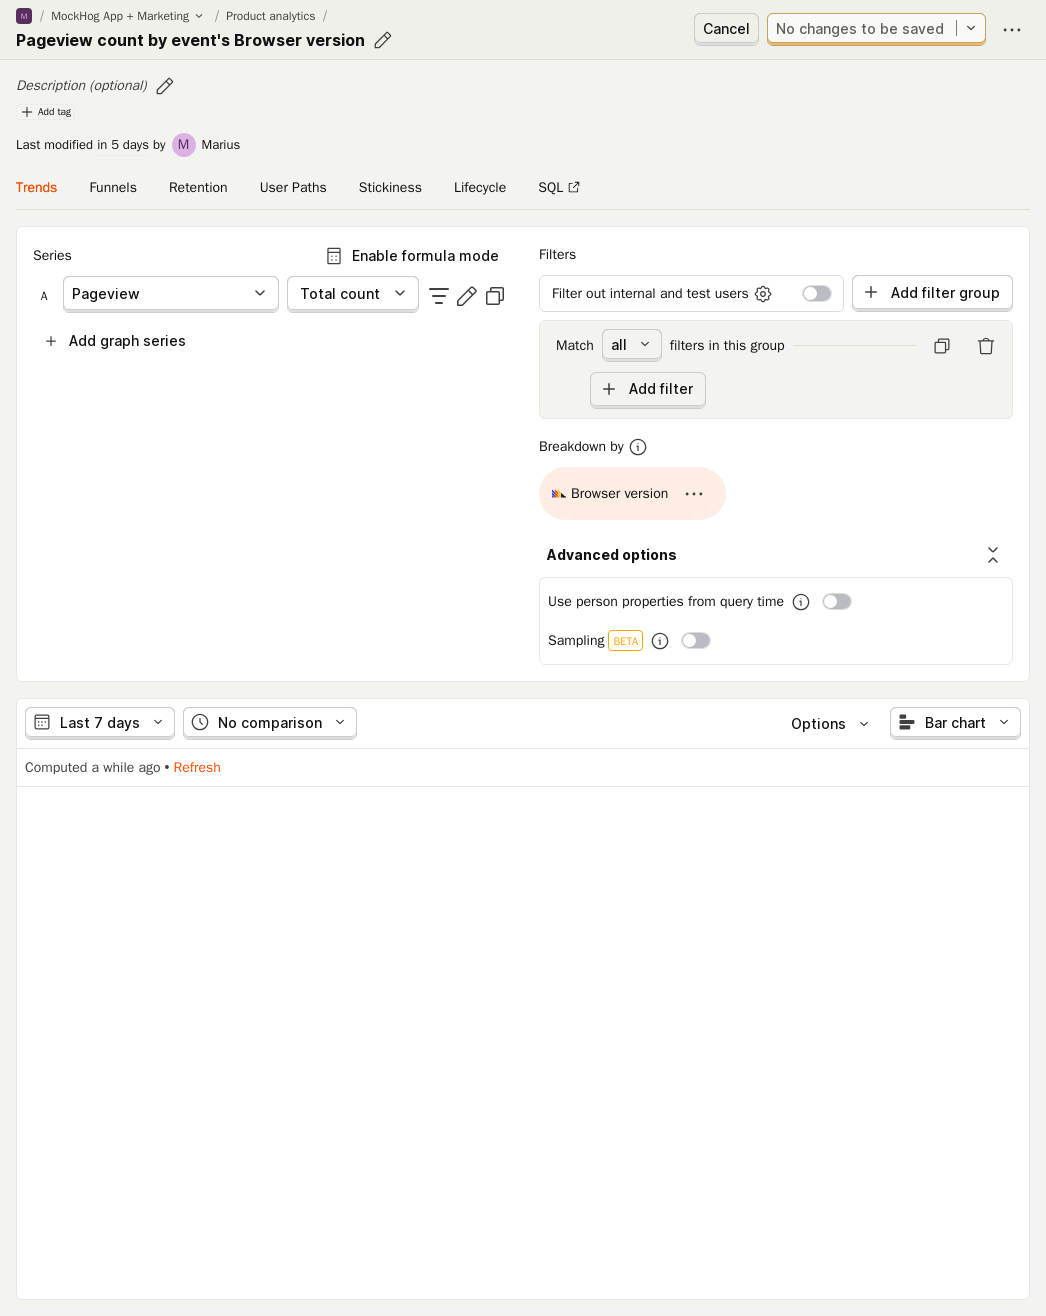 M / MockHog App + Marketing / Product analytics /
Pageview count by event's Browser version
Cancel
No changes to be saved
Description (optional)
Add tag
Last modified in 5 days by M Marius
Trends Funnels Retention User Paths Stickiness Lifecycle SQL
Series
Enable formula mode
A Pageview Total count
Add graph series
Filters
Filter out internal and test users
Add filter group
Match all filters in this group
Add filter
Breakdown by
Browser version
Advanced options
Use person properties from query time
Sampling BETA
Last 7 days No comparison Options Bar chart
Computed a while ago • Refresh